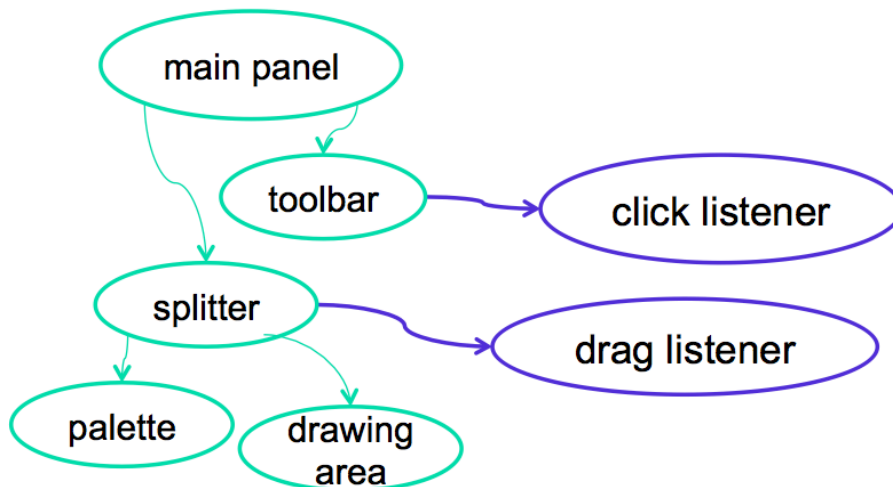 main panel
toolbar
click listener
splitter
drag listener
palette
drawing
area